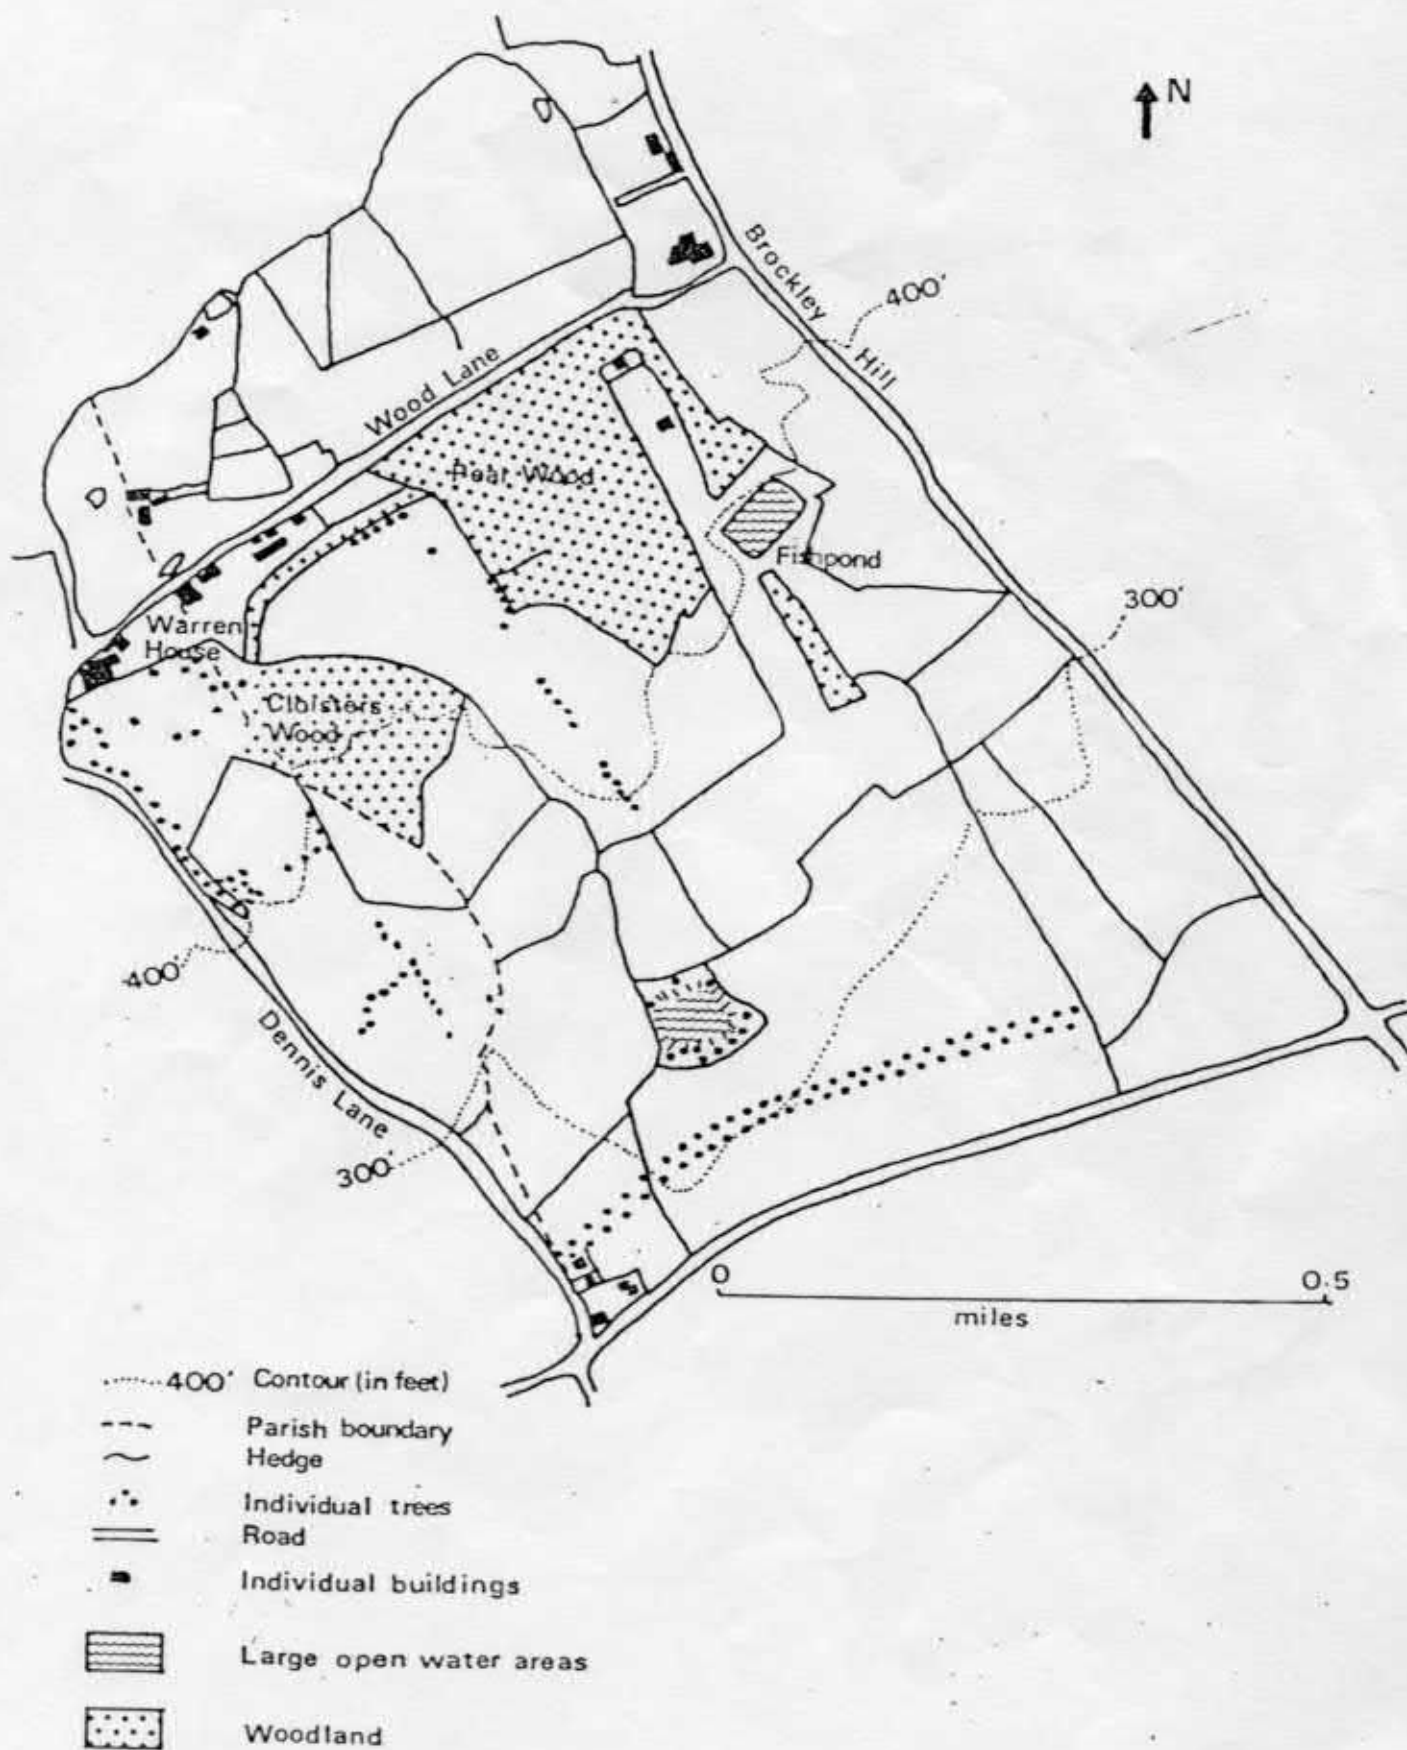 N
Brockley
Hill
400'
Wood Lane
Pear Wood
Fishpond
300'
Warren
House
Cloisters
Wood
400'
Dennis Lane
300'
0
0.5
miles
400' Contour (in feet)
Parish boundary
Hedge
Individual trees
Road
Individual buildings
Large open water areas
Woodland